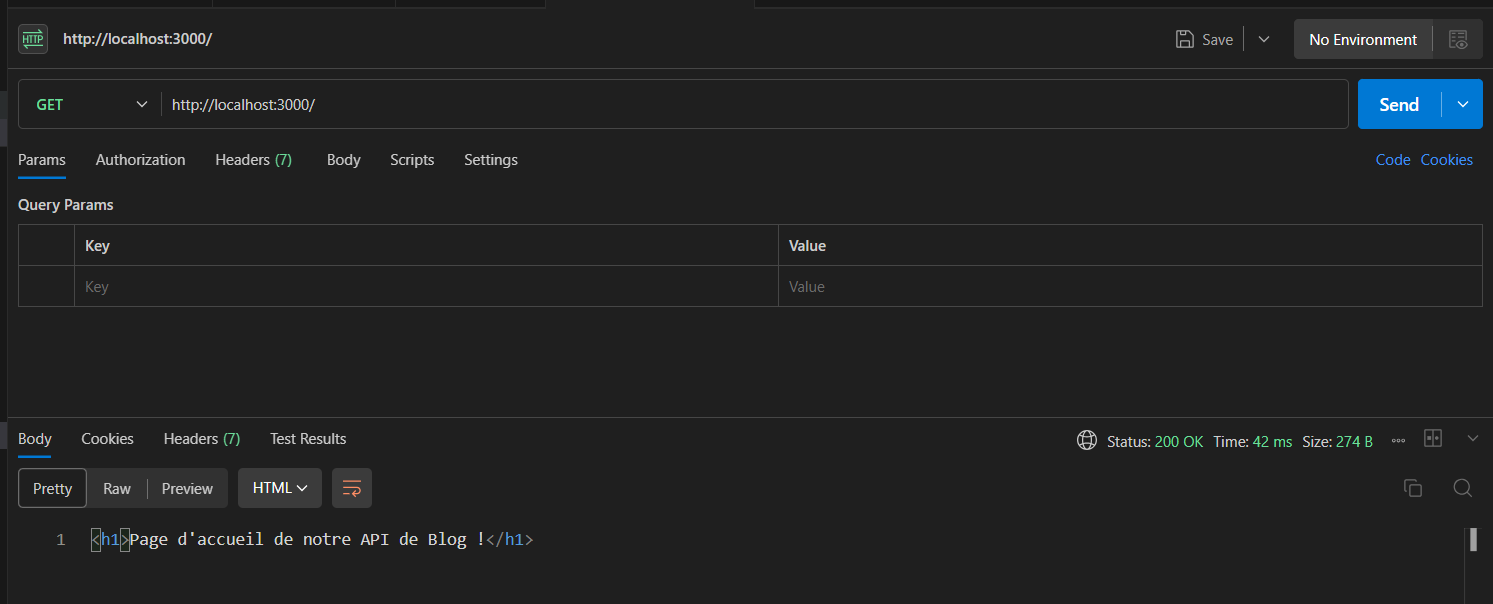 HTTP http://localhost:3000/ Save No Environment
GET http://localhost:3000/ Send
Params Authorization Headers (7) Body Scripts Settings Code Cookies
Query Params
Key Value
Key Value
Body Cookies Headers (7) Test Results Status: 200 OK Time: 42 ms Size: 274 B
Pretty Raw Preview HTML
1 <h1>Page d'accueil de notre API de Blog !</h1>